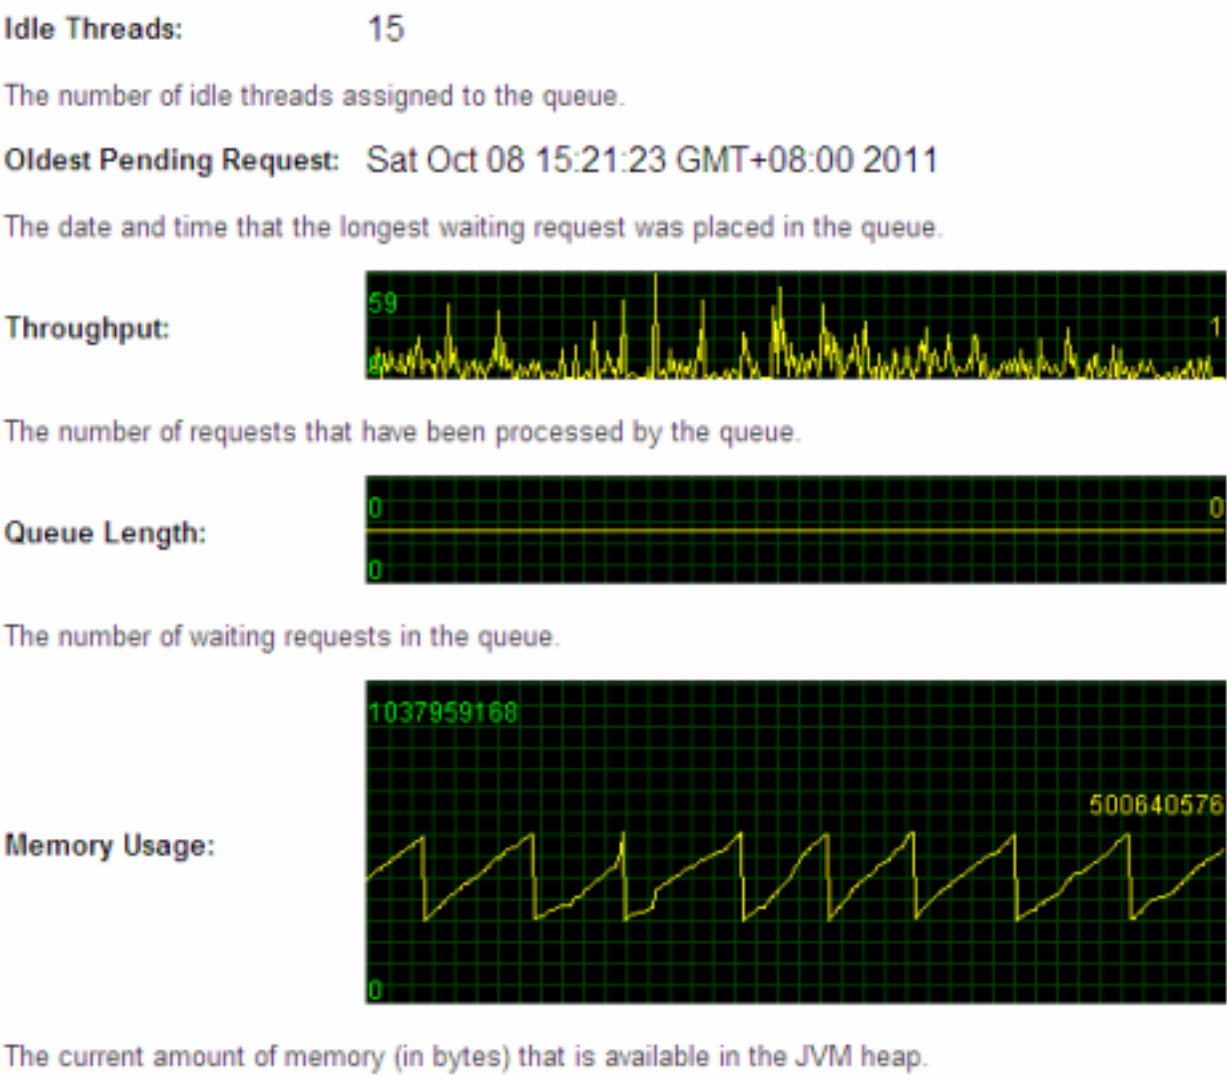 Idle Threads: 15
The number of idle threads assigned to the queue.
Oldest Pending Request: Sat Oct 08 15:21:23 GMT+08:00 2011
The date and time that the longest waiting request was placed in the queue.
59
Throughput: 1
The number of requests that have been processed by the queue.
0 0
Queue Length:
0
The number of waiting requests in the queue.
1037959168
500640576
Memory Usage:
0
The current amount of memory (in bytes) that is available in the JVM heap.